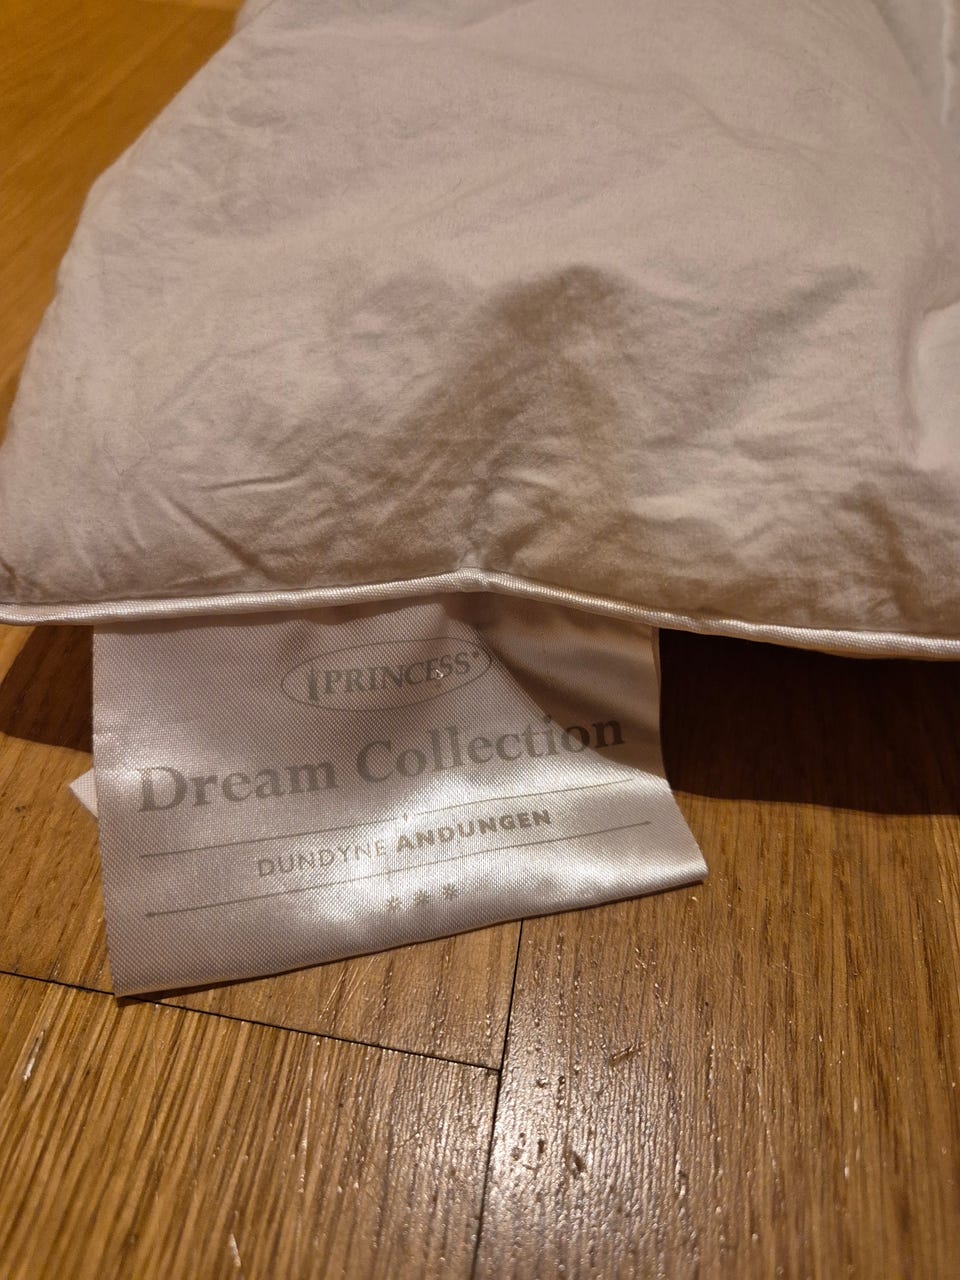 PRINCESS®
Dream Collection
DUNDYNE ANDUNGEN
***